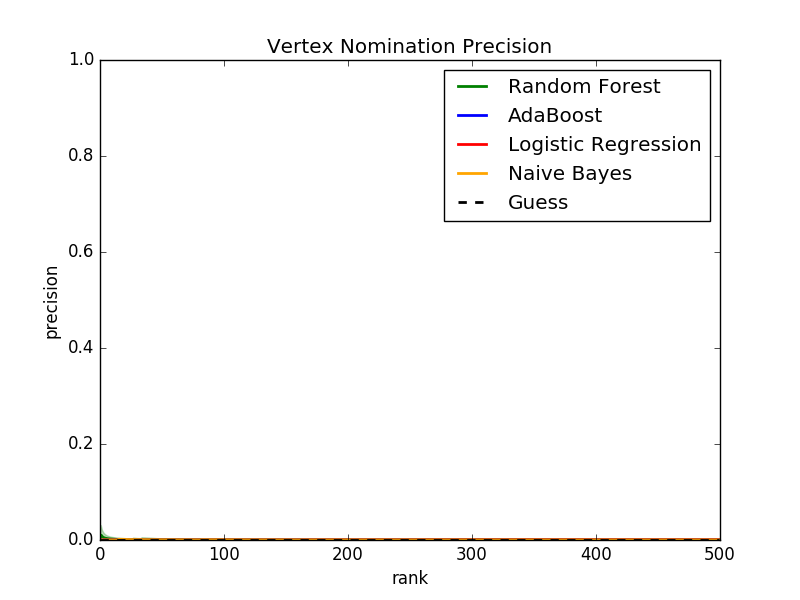 Vertex Nomination Precision
1.0
0.8
0.6
0.4
0.2
0.0
precision
Random Forest
AdaBoost
Logistic Regression
Naive Bayes
Guess
0 100 200 300 400 500
rank